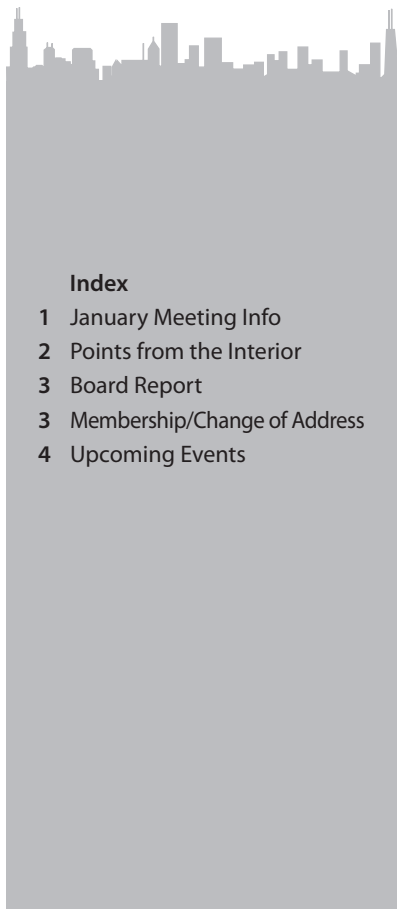 Index
1 January Meeting Info
2 Points from the Interior
3 Board Report
3 Membership/Change of Address
4 Upcoming Events